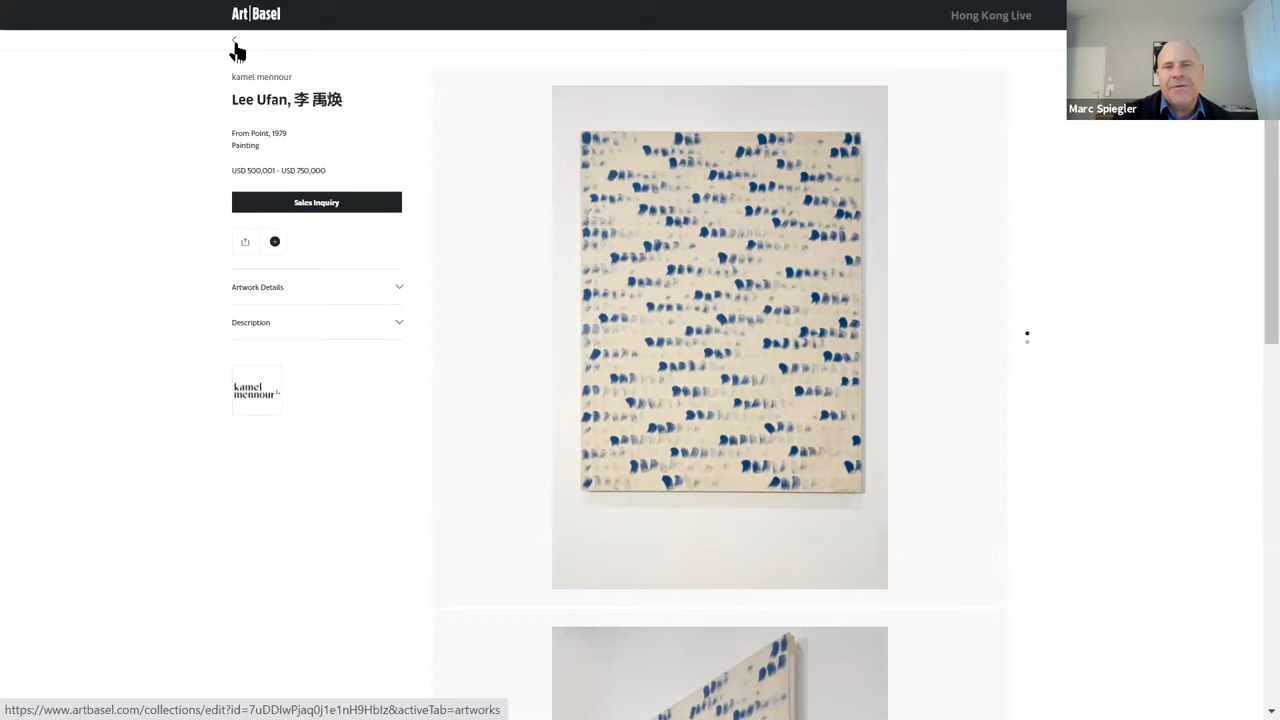 Art|Basel
Hong Kong Live
Marc Spiegler
kamel mennour
Lee Ufan, 李 禹焕
From Point, 1979
Painting
USD 500,001 - USD 750,000
Sales Inquiry
Artwork Details
Description
kamel
mennour
https://www.artbasel.com/collections/edit?id=7uDDlwPjaq0j1e1nH9HbIz&activeTab=artworks